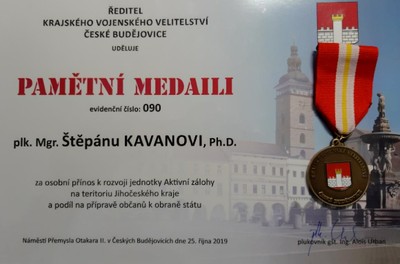 ŘEDITEL
KRAJSKÉHO VOJENSKÉHO VELITELSTVÍ
ČESKÉ BUDĚJOVICE
UDĚLUJE
PAMĚTNÍ MEDAILI
evidenční číslo: 090
plk. Mgr. Štěpánu KAVANOVI, Ph.D.
za osobní přínos k rozvoji jednotky Aktivní zálohy
na teritoriu Jihočeského kraje
a podíl na přípravě občanů k obraně státu
Náměstí Přemysla Otakara II. v Českých Budějovicích dne 25. října 2019
plukovník gšt. Ing.